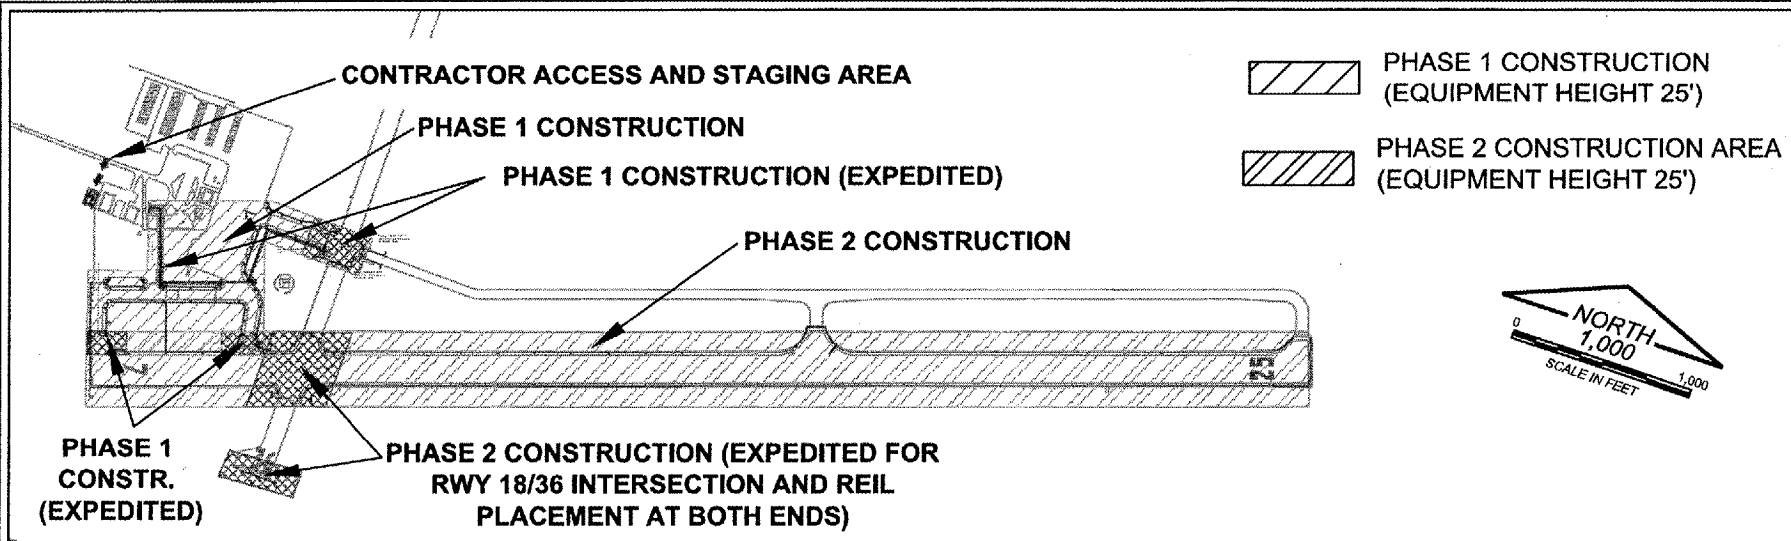 CONTRACTOR ACCESS AND STAGING AREA
PHASE 1 CONSTRUCTION
PHASE 1 CONSTRUCTION (EXPEDITED)
PHASE 2 CONSTRUCTION
PHASE 1 CONSTRUCTION
(EQUIPMENT HEIGHT 25')
PHASE 2 CONSTRUCTION AREA
(EQUIPMENT HEIGHT 25')
NORTH
1,000
0
1,000
SCALE IN FEET
7
25
PHASE 1
CONSTR.
(EXPEDITED)
PHASE 2 CONSTRUCTION (EXPEDITED FOR
RWY 18/36 INTERSECTION AND REIL
PLACEMENT AT BOTH ENDS)